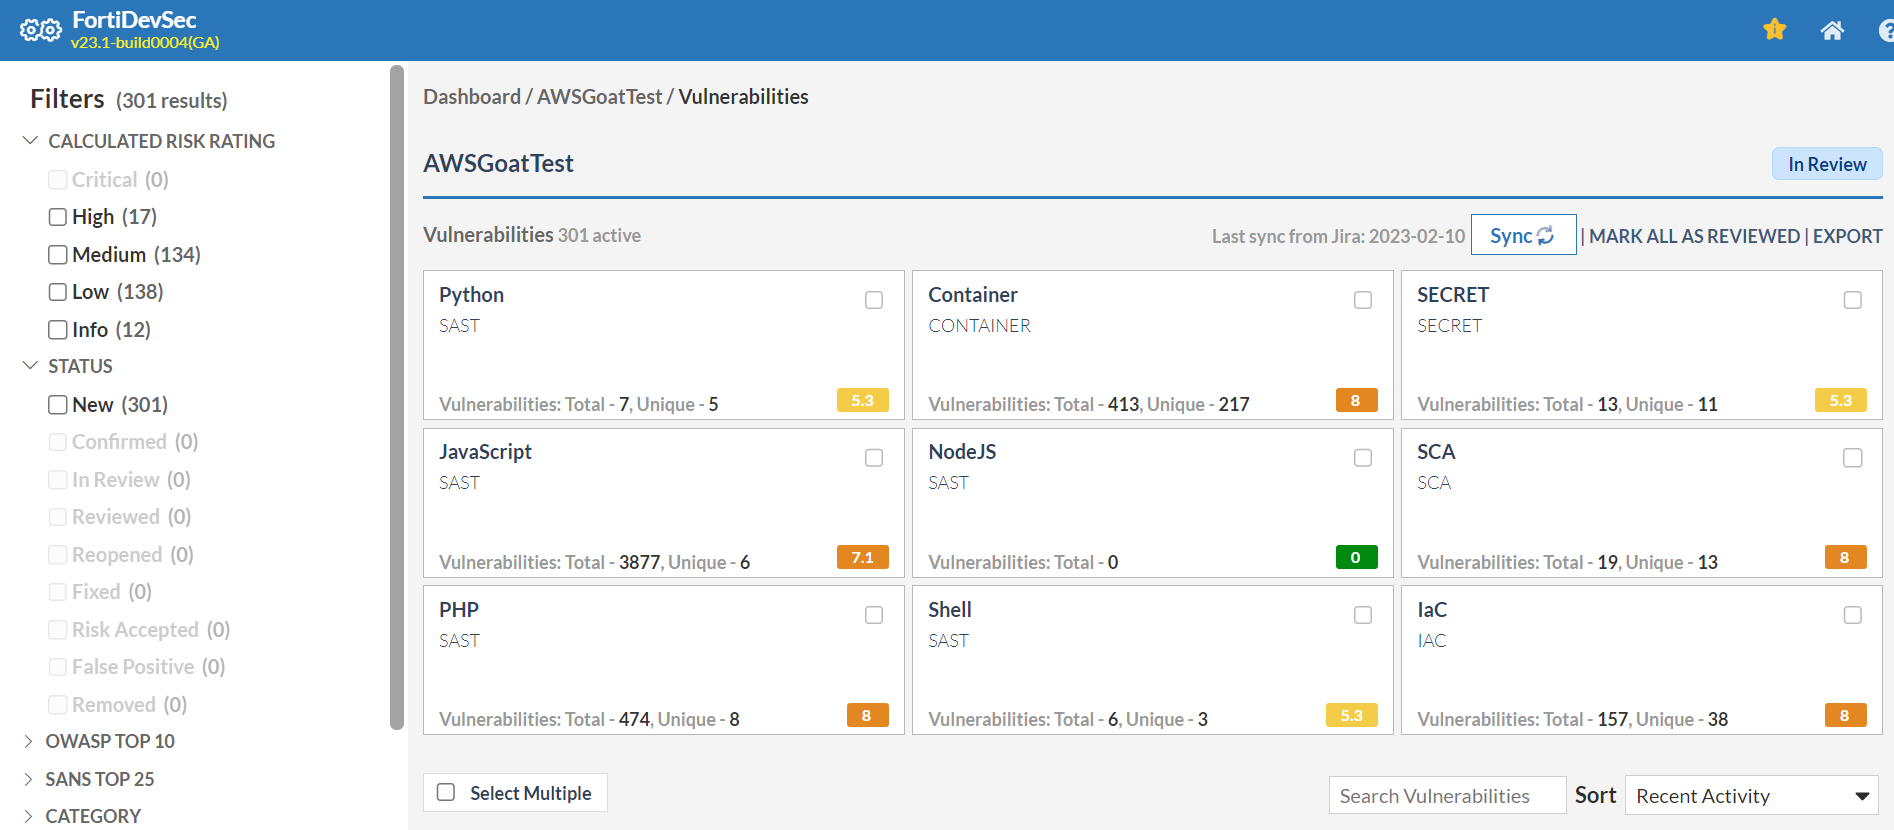 FortiDevSec
v23.1-build0004(GA)
Filters (301 results)
CALCULATED RISK RATING
Critical (0)
High (17)
Medium (134)
Low (138)
Info (12)
STATUS
New (301)
Confirmed (0)
In Review (0)
Reviewed (0)
Reopened (0)
Fixed (0)
Risk Accepted (0)
False Positive (0)
Removed (0)
OWASP TOP 10
SANS TOP 25
CATEGORY
Dashboard / AWSGoatTest / Vulnerabilities
AWSGoatTest
In Review
Vulnerabilities 301 active
Last sync from Jira: 2023-02-10 Sync | MARK ALL AS REVIEWED | EXPORT
Python
SAST
Vulnerabilities: Total - 7, Unique - 5
5.3
Container
CONTAINER
Vulnerabilities: Total - 413, Unique - 217
8
SECRET
SECRET
Vulnerabilities: Total - 13, Unique - 11
5.3
JavaScript
SAST
Vulnerabilities: Total - 3877, Unique - 6
7.1
NodeJS
SAST
Vulnerabilities: Total - 0
0
SCA
SCA
Vulnerabilities: Total - 19, Unique - 13
8
PHP
SAST
Vulnerabilities: Total - 474, Unique - 8
8
Shell
SAST
Vulnerabilities: Total - 6, Unique - 3
5.3
IaC
IAC
Vulnerabilities: Total - 157, Unique - 38
8
Select Multiple
Search Vulnerabilities
Sort
Recent Activity